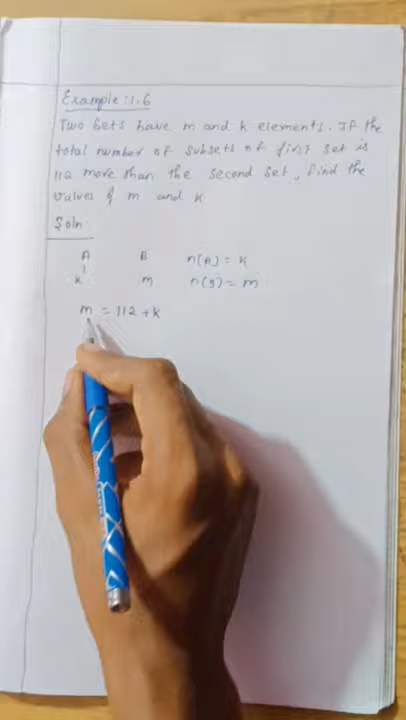 Example:1.6
Two sets have m and k elements. If the
total number of subsets of first set is
112 more than the second set, find the
values of m and k
Soln
A B n(A) = k
k m n(B) = m
m = 112 + k